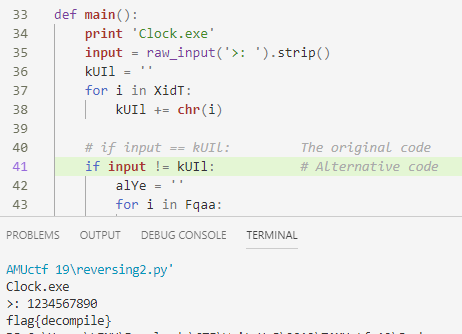 33 def main():
34 print 'Clock.exe'
35 input = raw_input('>: ').strip()
36 kUIl = ''
37 for i in XidT:
38 kUIl += chr(i)
39
40 # if input == kUIl: The original code
41 if input != kUIl: # Alternative code
42 alYe = ''
43 for i in Fqaa:
PROBLEMS OUTPUT DEBUG CONSOLE TERMINAL
AMUctf 19\reversing2.py'
Clock.exe
>: 1234567890
flag{decompile}